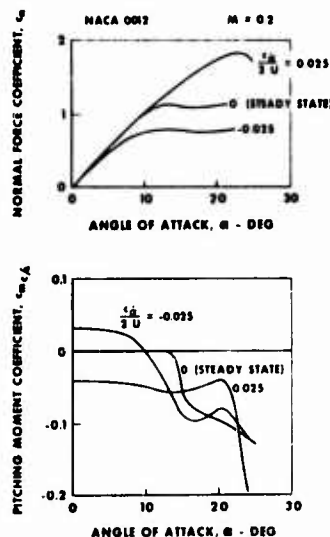 NACA 0012 M = 0.2
NORMAL FORCE COEFFICIENT, cn
2
1
0
cα̇/2U = 0.025
0 (STEADY STATE)
-0.025
0 10 20 30
ANGLE OF ATTACK, α - DEG
PITCHING MOMENT COEFFICIENT, cm c/4
0.1
0
-0.1
-0.2
cα̇/2U = -0.025
0 (STEADY STATE)
0.025
0 10 20 30
ANGLE OF ATTACK, α - DEG